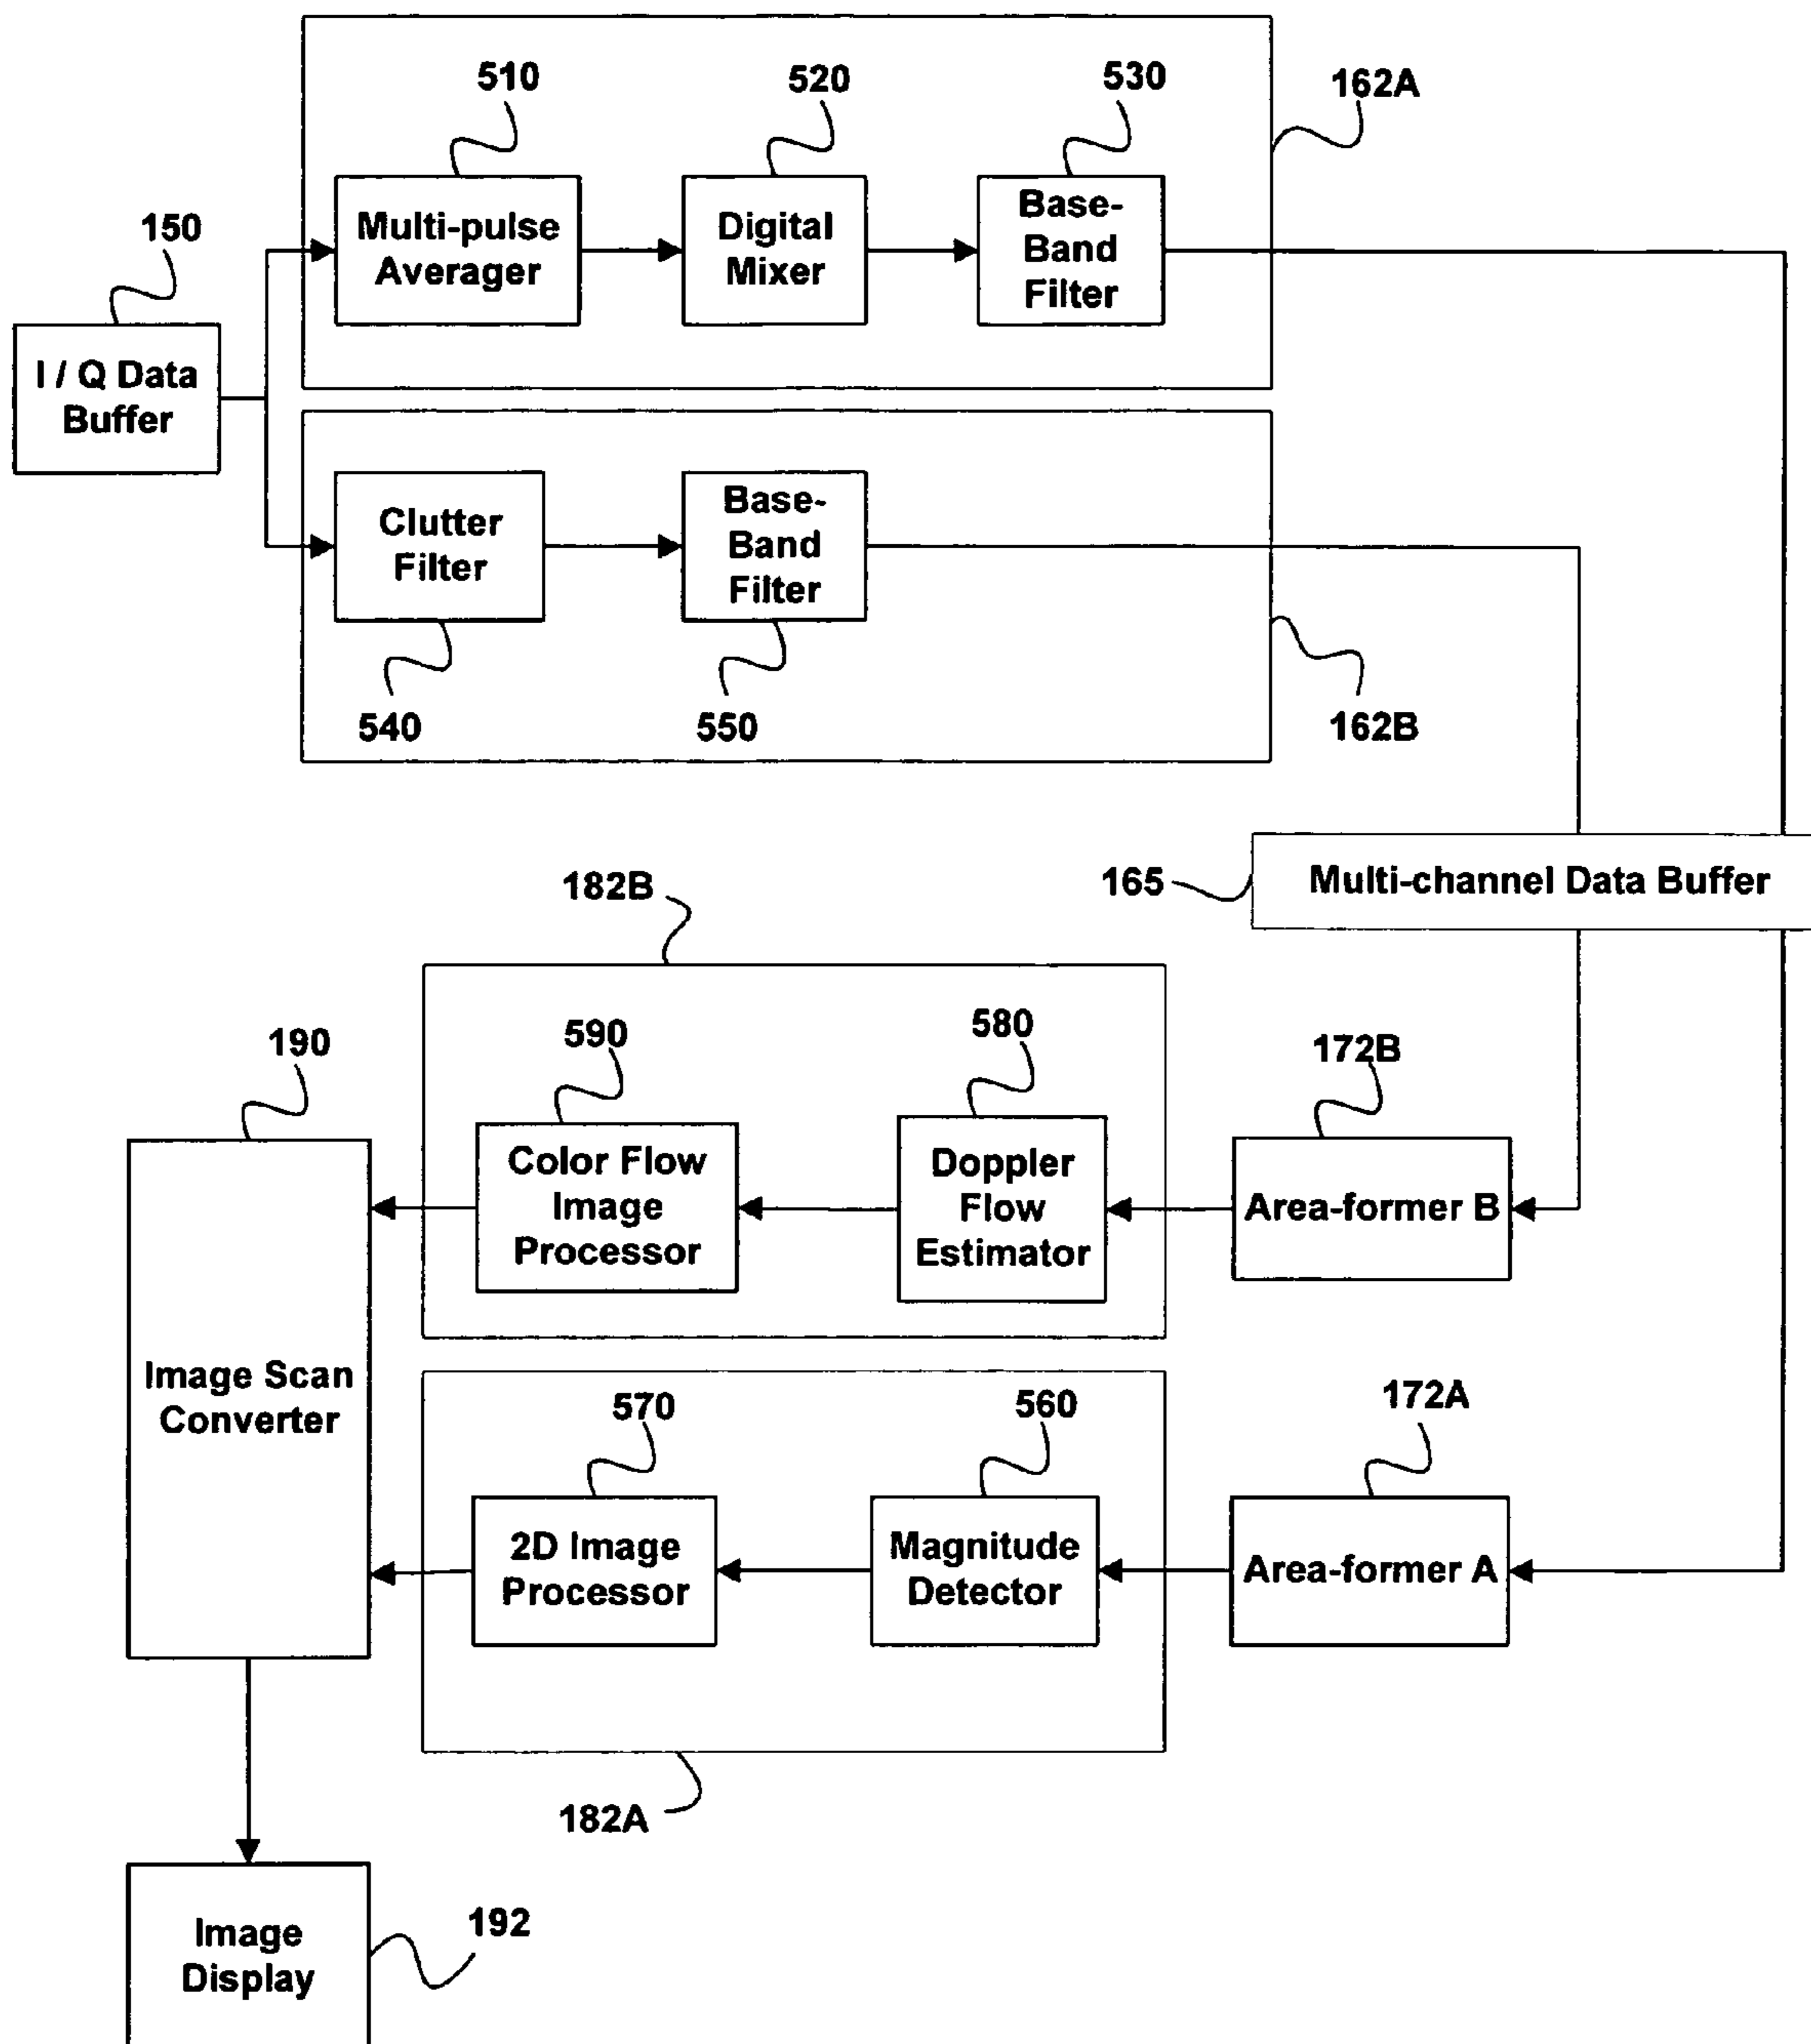 510
520
530
162A
150
Multi-pulse
Averager
Digital
Mixer
Base-
Band
Filter
I / Q Data
Buffer
Clutter
Filter
Base-
Band
Filter
540
550
162B
165
Multi-channel Data Buffer
182B
190
590
580
172B
Color Flow
Image
Processor
Doppler
Flow
Estimator
Area-former B
Image Scan
Converter
570
560
172A
2D Image
Processor
Magnitude
Detector
Area-former A
182A
Image
Display
192